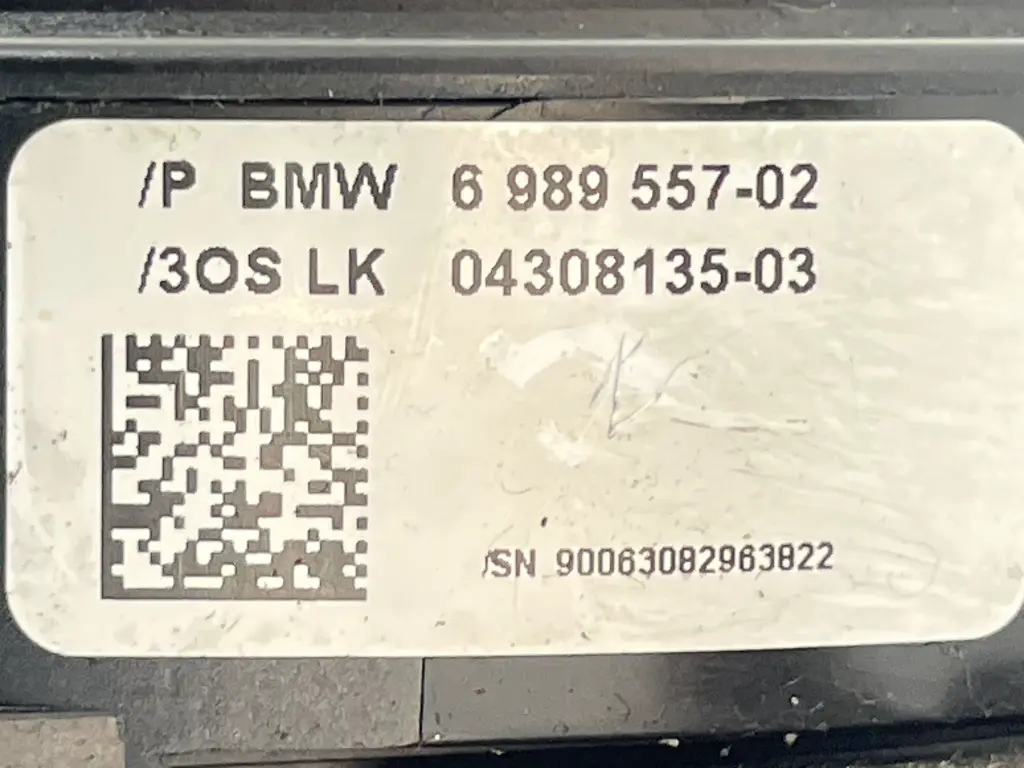 /P BMW 6 989 557-02
/3OS LK 04308135-03
/SN 90063082963822